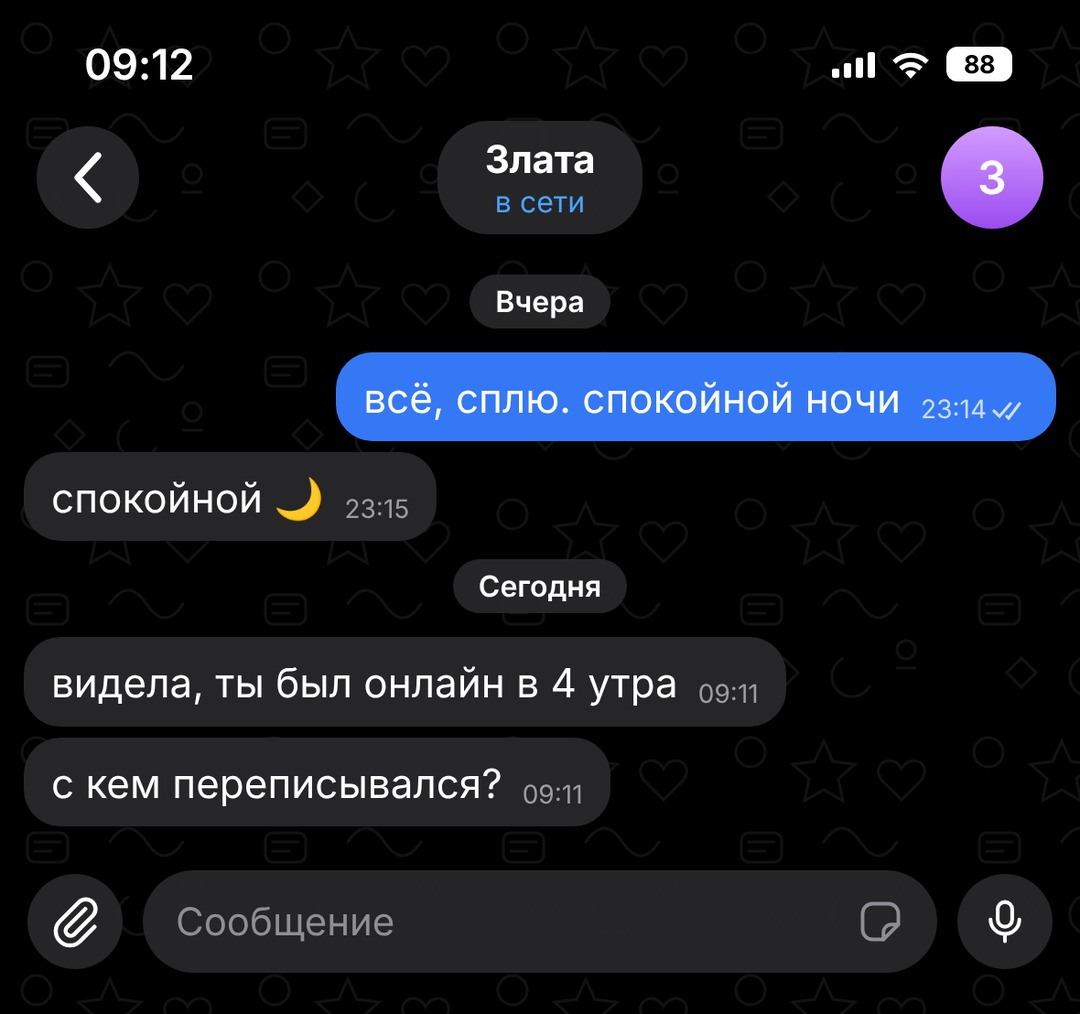 09:12
88
Злата
в сети
З
Вчера
всё, сплю. спокойной ночи 23:14
спокойной 🌙 23:15
Сегодня
видела, ты был онлайн в 4 утра 09:11
с кем переписывался? 09:11
Сообщение